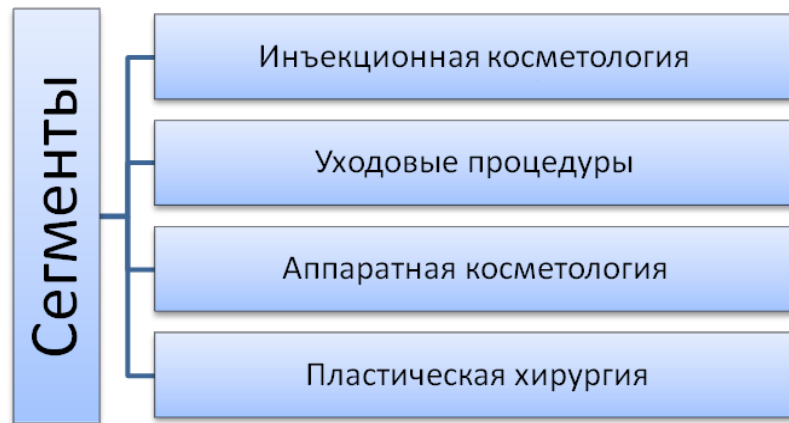 Сегменты
Инъекционная косметология
Уходовые процедуры
Аппаратная косметология
Пластическая хирургия